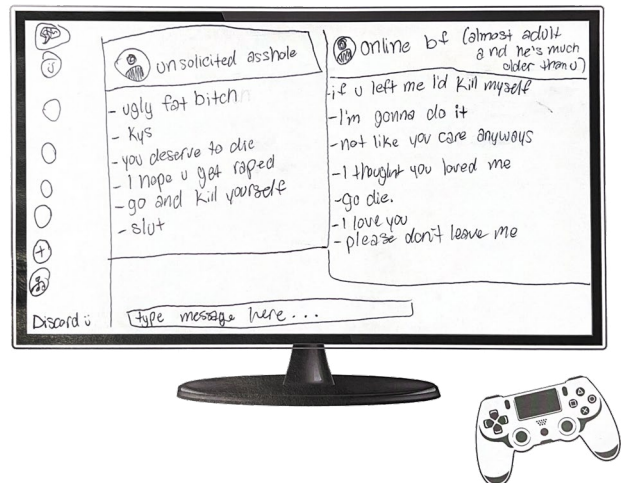 unsolicited asshole
- ugly fat bitch
- Kys
- you deserve to die
- I hope u get raped
- go and kill yourself
- slut
online bf (almost adult
and he's much
older than u)
-if u left me I'd kill myself
-I'm gonna do it
-not like you care anyways
-I thought you loved me
-go die.
-I love you
-please don't leave me
type message here...
Discord ü